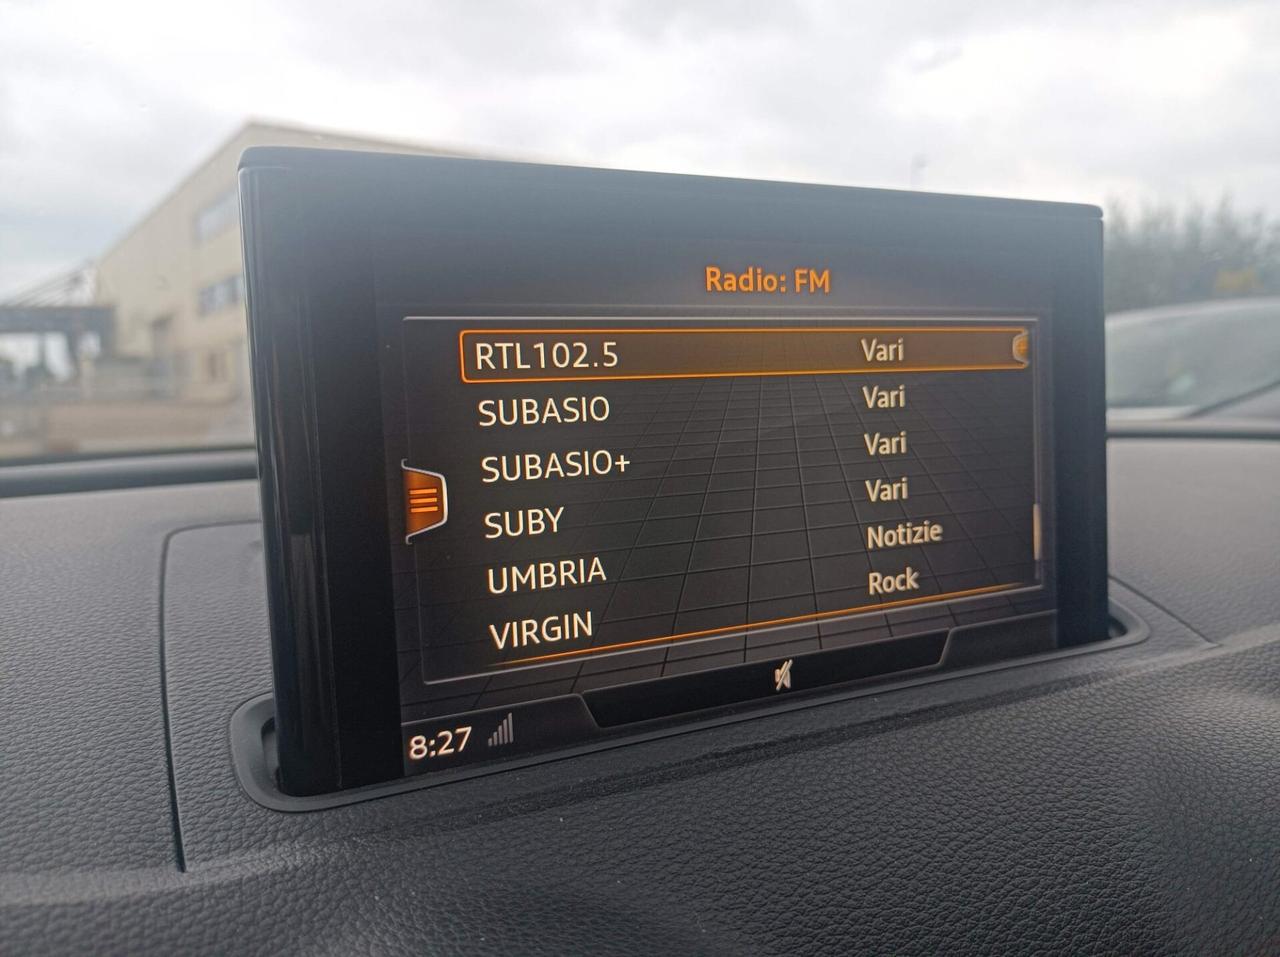 Radio: FM
RTL102.5 Vari
SUBASIO Vari
SUBASIO+ Vari
SUBY Vari
UMBRIA Notizie
VIRGIN Rock
8:27